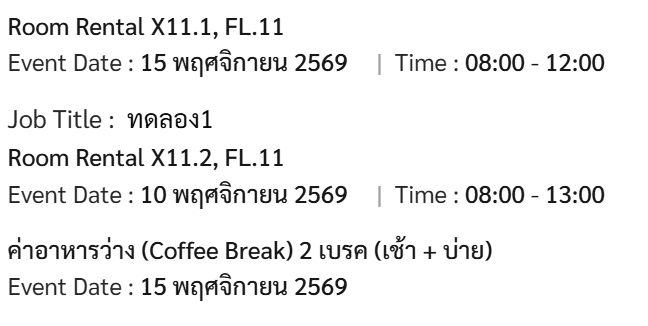 Room Rental X11.1, FL.11
Event Date : 15 พฤศจิกายน 2569 | Time : 08:00 - 12:00
Job Title : ทดลอง1
Room Rental X11.2, FL.11
Event Date : 10 พฤศจิกายน 2569 | Time : 08:00 - 13:00
ค่าอาหารว่าง (Coffee Break) 2 เบรค (เช้า + บ่าย)
Event Date : 15 พฤศจิกายน 2569